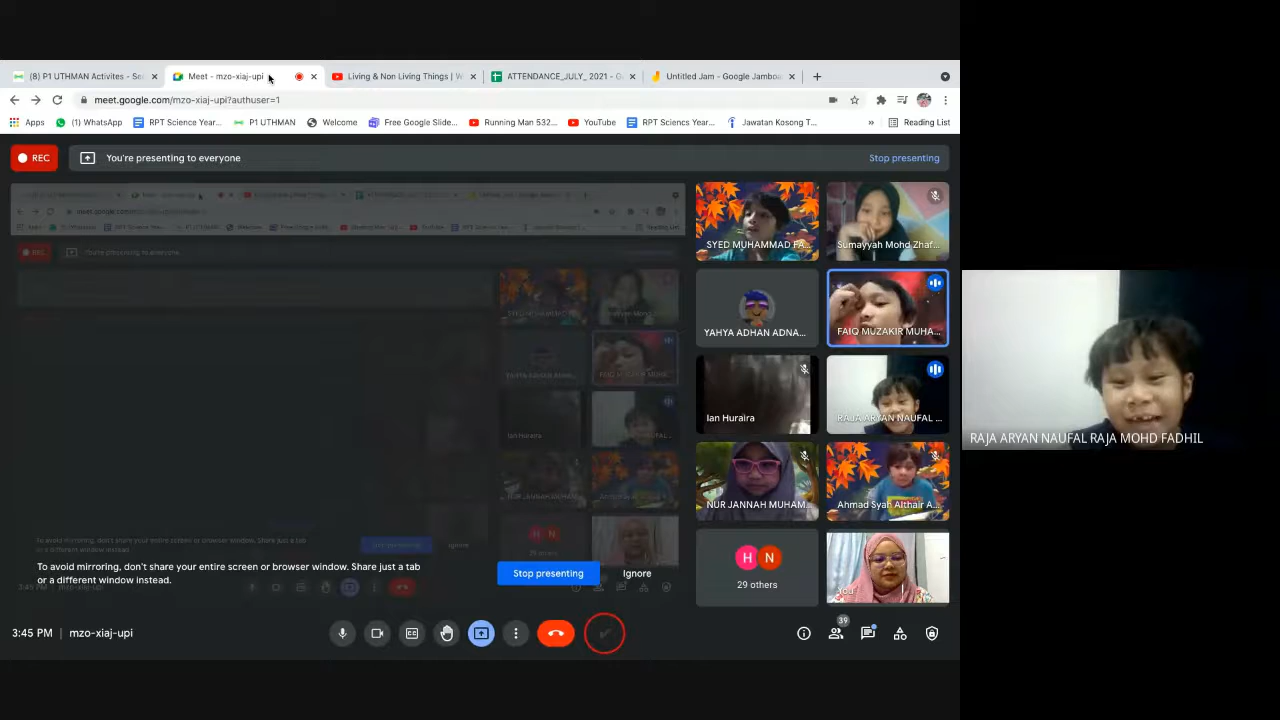 (8) P1 UTHMAN Activites - Se
Meet - mzo-xiaj-upi
Living & Non Living Things | W
ATTENDANCE_JULY_ 2021 - G
Untitled Jam - Google Jambo
meet.google.com/mzo-xiaj-upi?authuser=1
Apps
(1) WhatsApp
RPT Science Year...
P1 UTHMAN
Welcome
Free Google Slide...
Running Man 532...
YouTube
RPT Sciencs Year...
Jawatan Kosong T...
»
Reading List
REC
You're presenting to everyone
Stop presenting
SYED MUHAMMAD FA...
Sumayyah Mohd Zhaf...
YAHYA ADHAN ADNA...
FAIQ MUZAKIR MUHA...
Ian Huraira
RAJA ARYAN NAUFAL ...
NUR JANNAH MUHAM...
Ahmad Syah Althair A...
H N
29 others
You
To avoid mirroring, don't share your entire screen or browser window. Share just a tab
or a different window instead.
Stop presenting
Ignore
3:45 PM | mzo-xiaj-upi
39
RAJA ARYAN NAUFAL RAJA MOHD FADHIL